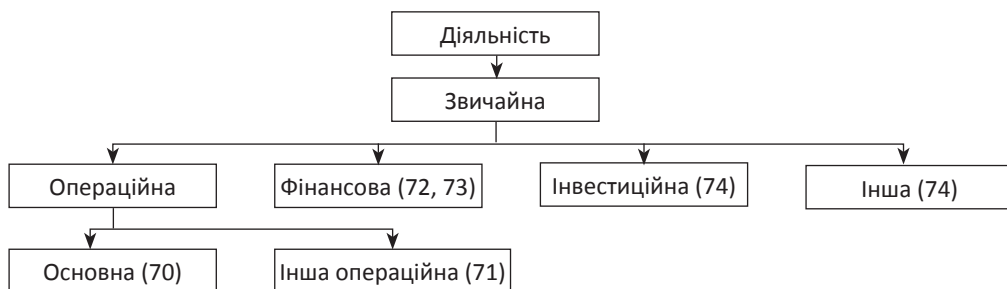 Діяльність
Звичайна
Операційна
Фінансова (72, 73)
Інвестиційна (74)
Інша (74)
Основна (70)
Інша операційна (71)